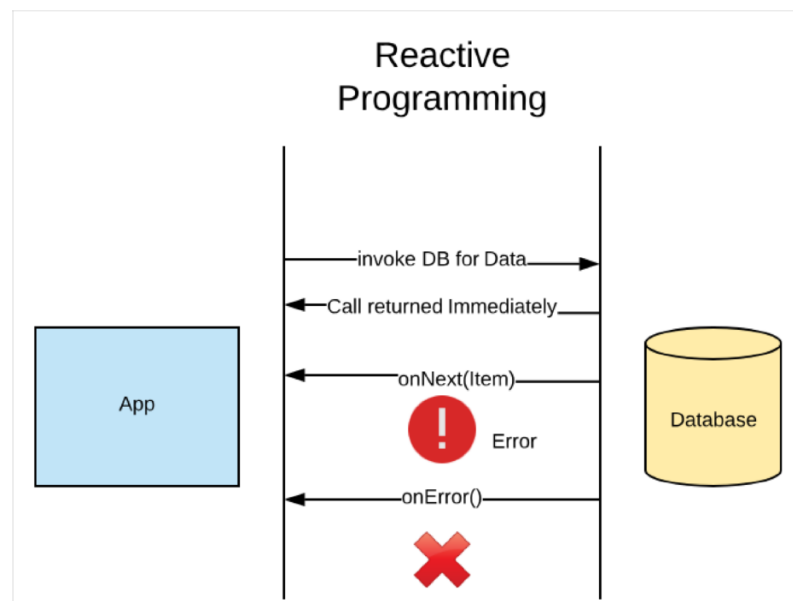 Reactive
Programming
invoke DB for Data
Call returned Immediately
onNext(Item)
App
Database
Error
onError()